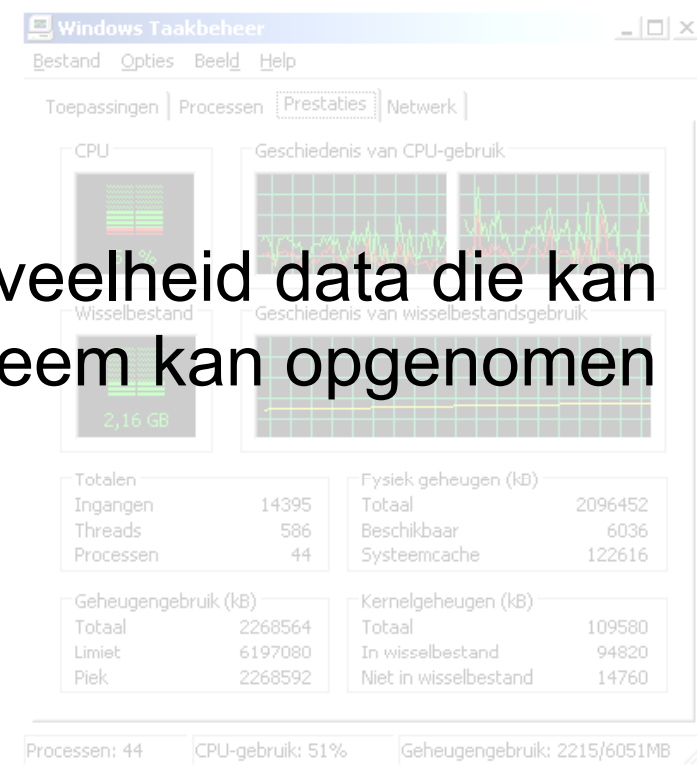 Windows Taakbeheer
Bestand Opties Beeld Help
Toepassingen Processen Prestaties Netwerk
CPU
Geschiedenis van CPU-gebruik
veelheid data die kan
Wisselbestand
Geschiedenis van wisselbestandsgebruik
eem kan opgenomen
2,16 GB
Totalen
Ingangen 14395
Threads 586
Processen 44
Fysiek geheugen (kB)
Totaal 2096452
Beschikbaar 6036
Systeemcache 122616
Geheugengebruik (kB)
Totaal 2268564
Limiet 6197080
Piek 2268592
Kernelgeheugen (kB)
Totaal 109580
In wisselbestand 94820
Niet in wisselbestand 14760
Processen: 44 CPU-gebruik: 51% Geheugengebruik: 2215/6051MB